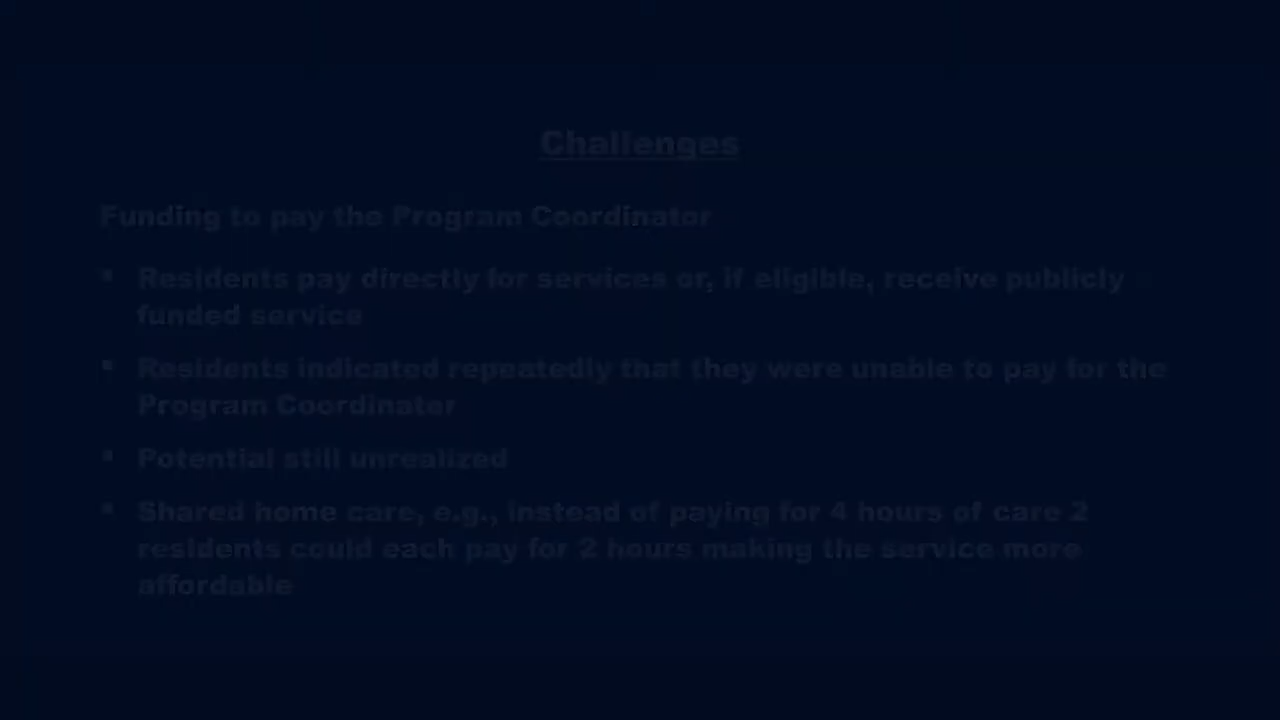 Challenges
Funding to pay the Program Coordinator
▪ Residents pay directly for services or, if eligible, receive publicly
funded service
▪ Residents indicated repeatedly that they were unable to pay for the
Program Coordinator
▪ Potential still unrealized
▪ Shared home care, e.g., instead of paying for 4 hours of care 2
residents could each pay for 2 hours making the service more
affordable